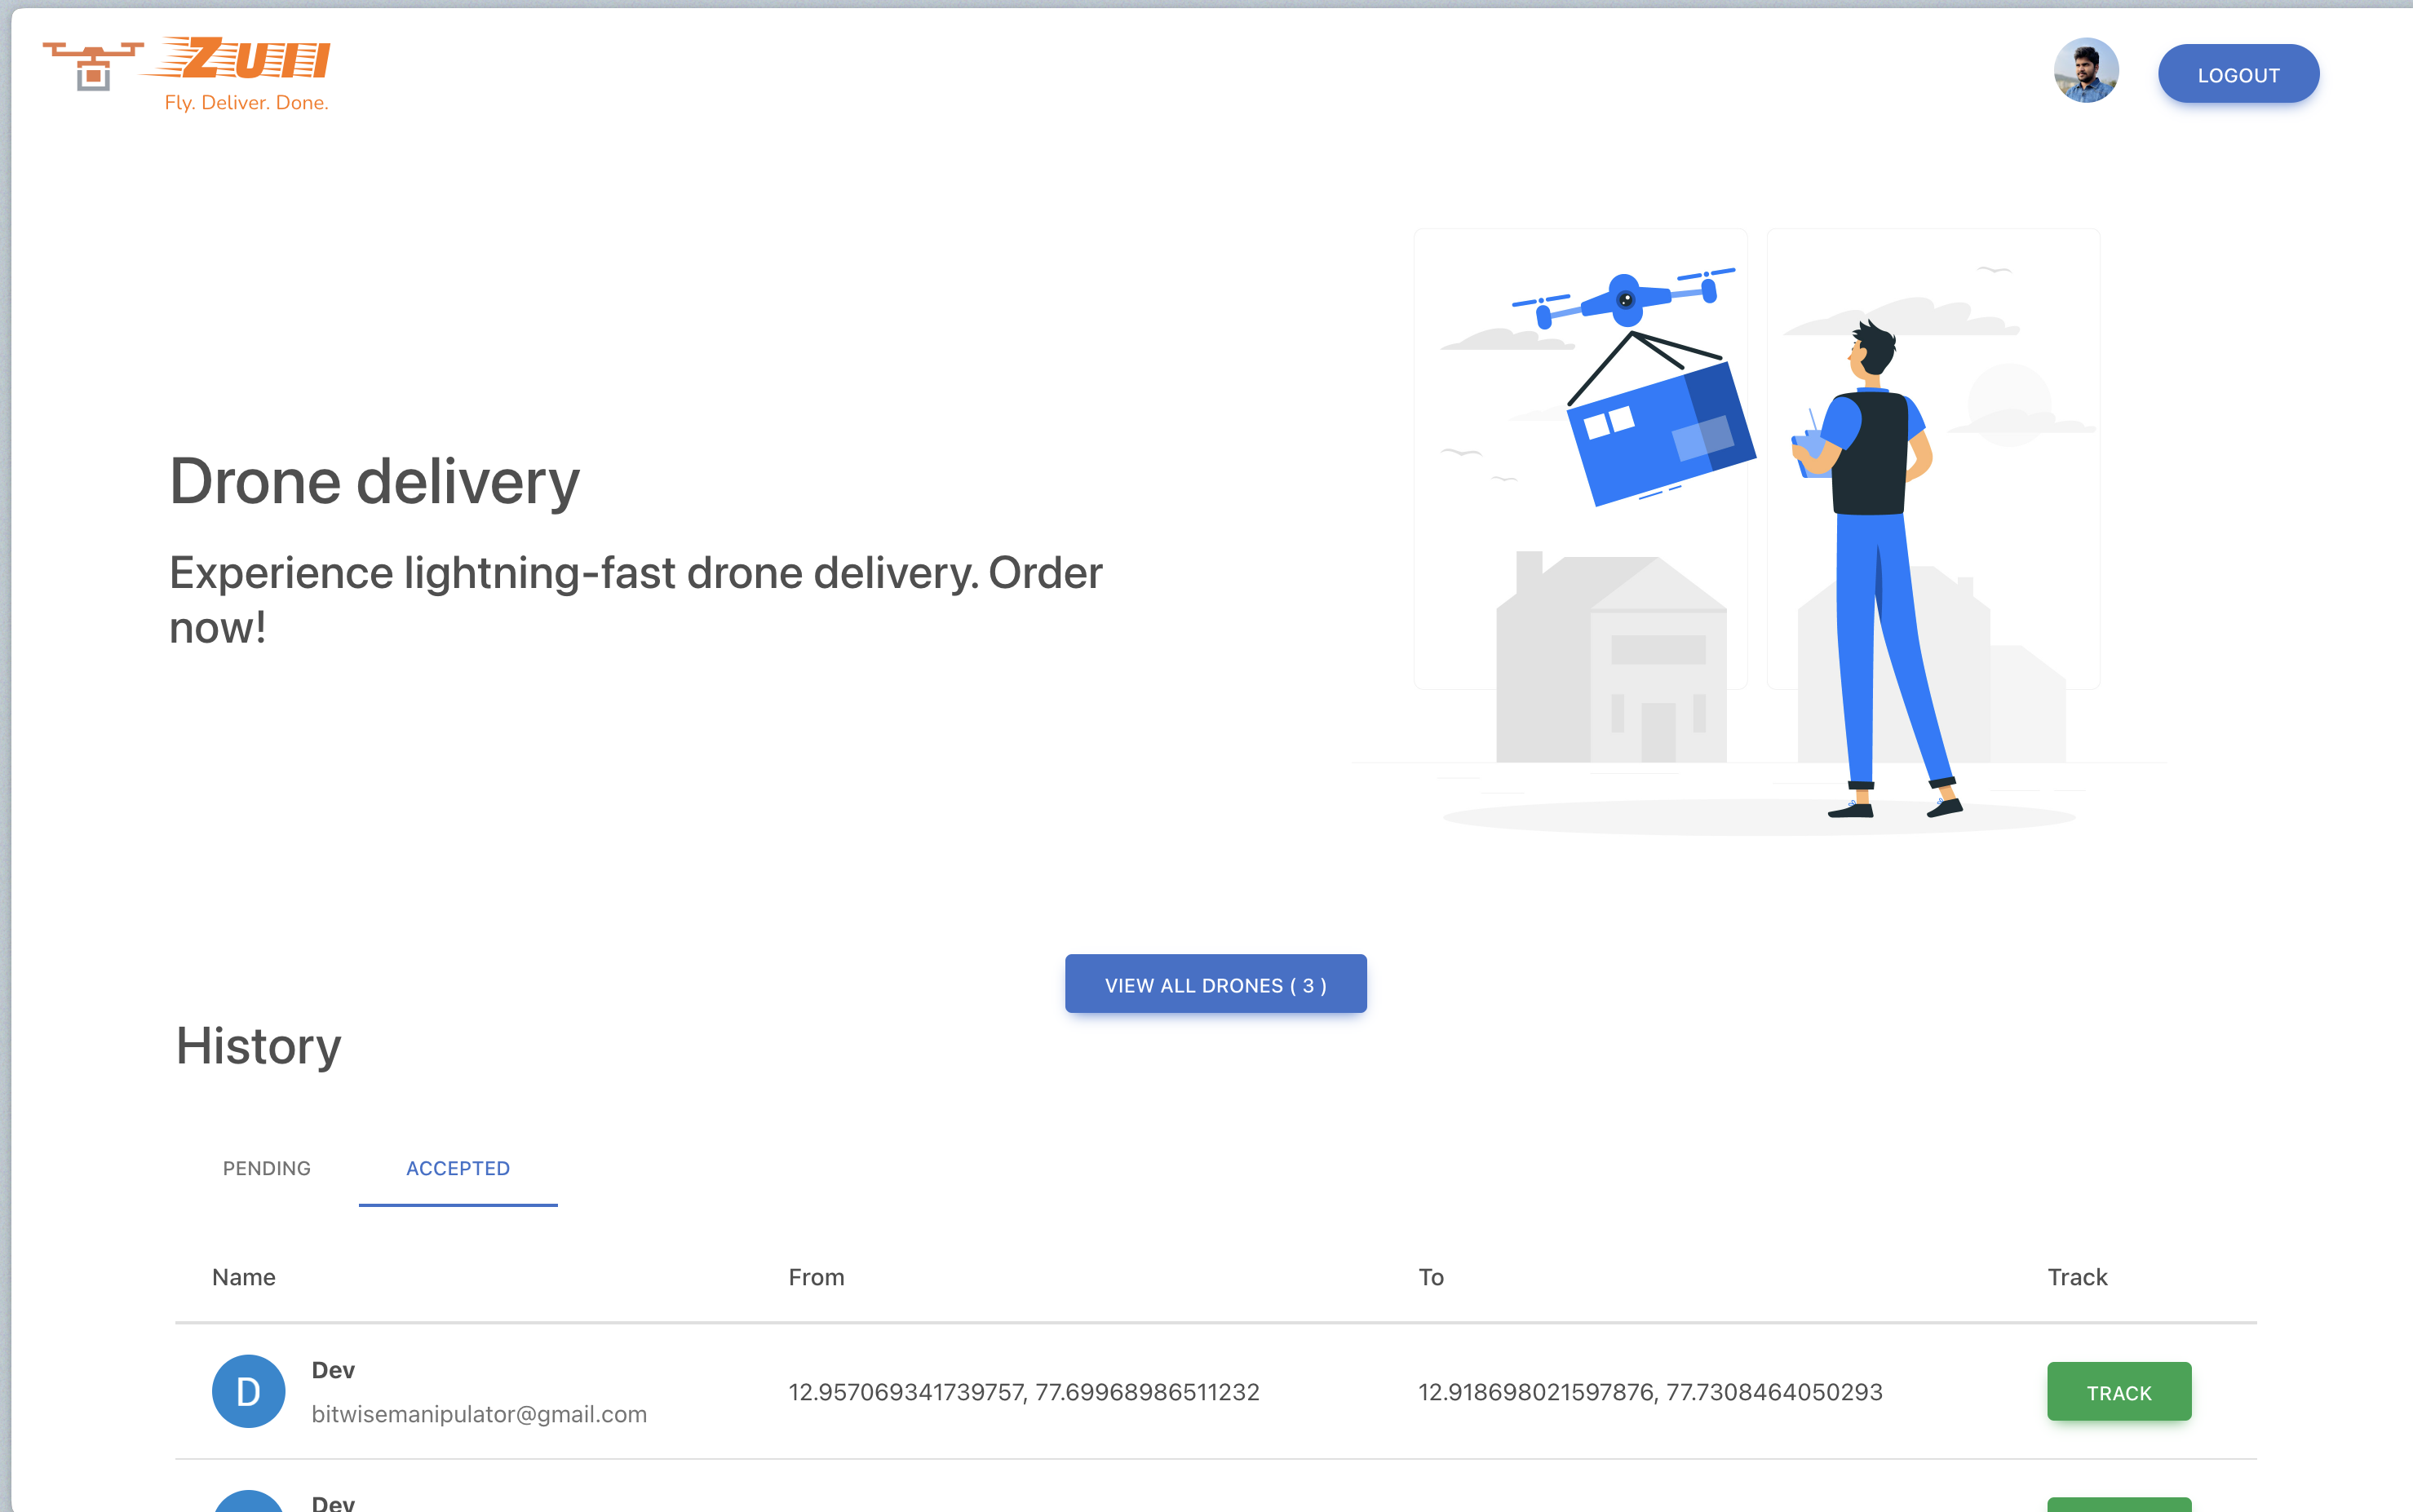 Zuii
Fly. Deliver. Done.
LOGOUT
Drone delivery
Experience lightning-fast drone delivery. Order
now!
VIEW ALL DRONES ( 3 )
History
PENDING ACCEPTED
Name From To Track
D Dev
bitwisemanipulator@gmail.com
12.957069341739757, 77.69968986511232 12.918698021597876, 77.7308464050293 TRACK
Dev